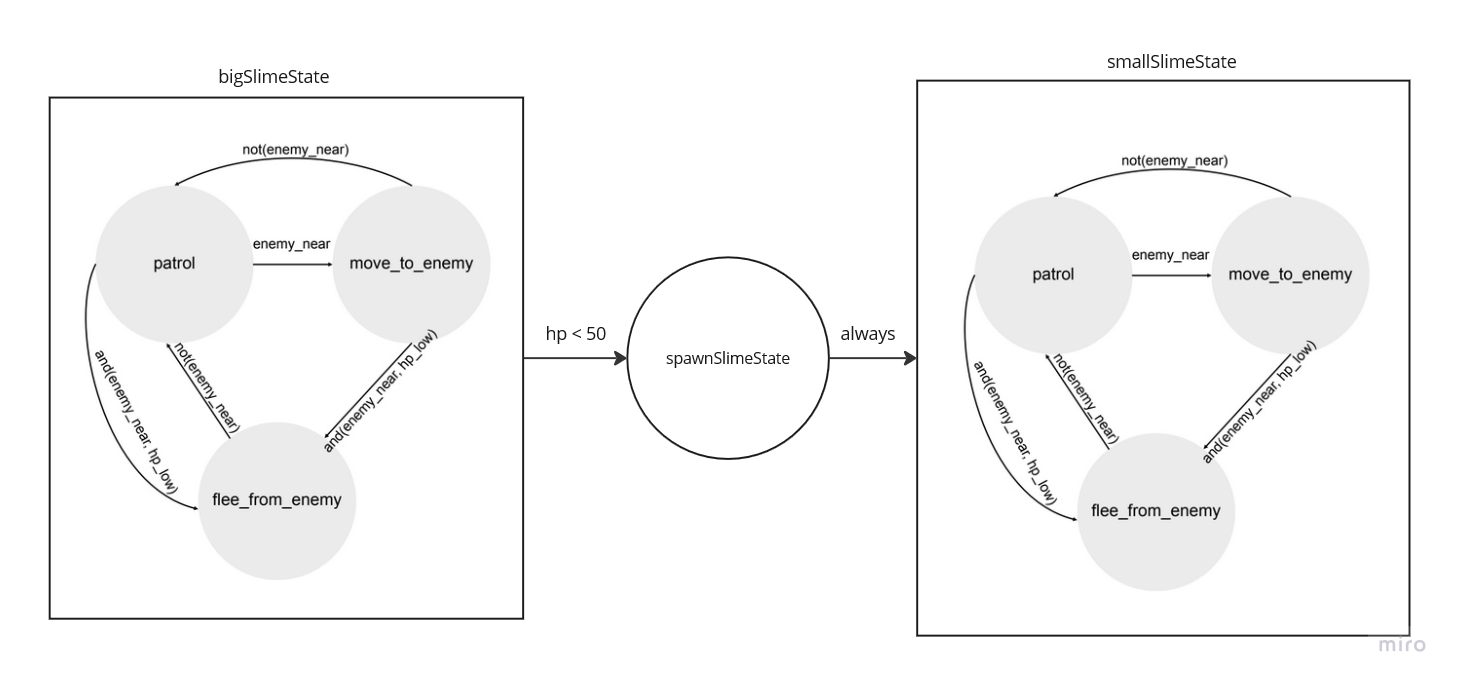 bigSlimeState
not(enemy_near)
patrol
enemy_near
move_to_enemy
and(enemy_near, hp_low)
not(enemy_near)
and(enemy_near, hp_low)
flee_from_enemy
hp < 50
spawnSlimeState
always
smallSlimeState
not(enemy_near)
patrol
enemy_near
move_to_enemy
and(enemy_near, hp_low)
not(enemy_near)
and(enemy_near, hp_low)
flee_from_enemy
miro